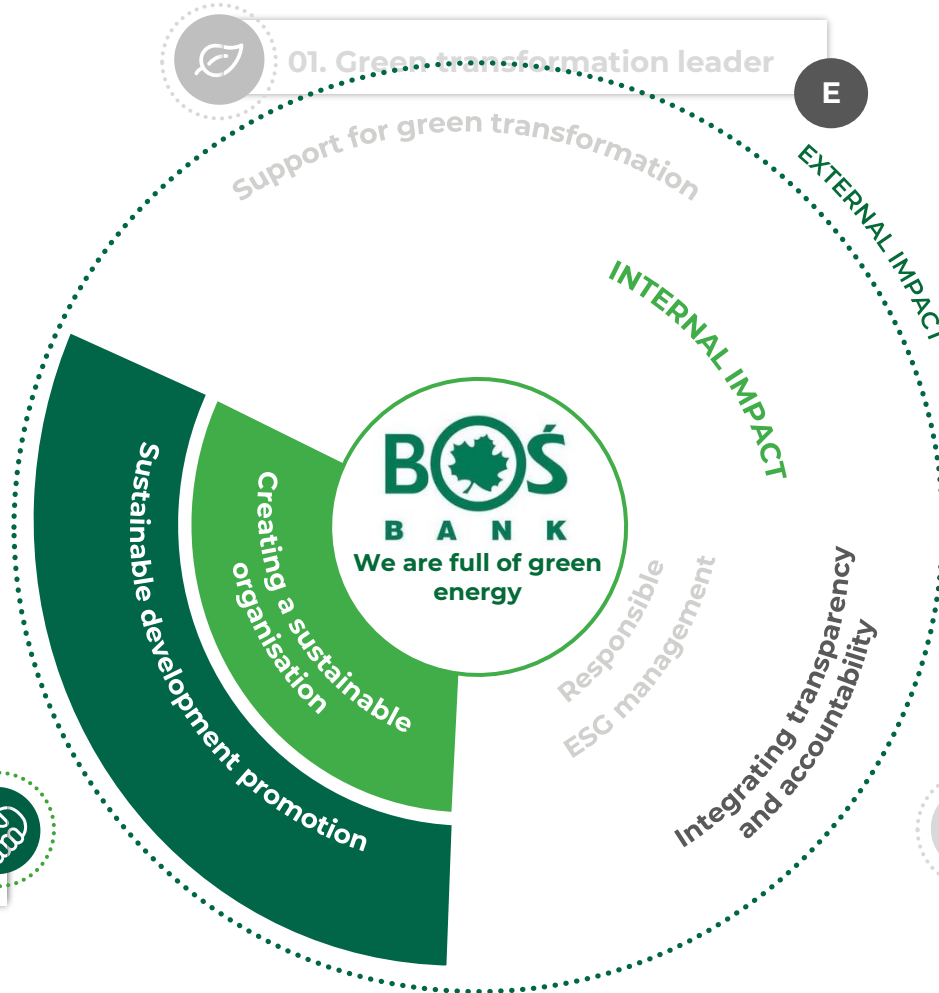 01. Green transformation leader
E
Support for green transformation
EXTERNAL IMPACT
INTERNAL IMPACT
BOŚ
BANK
We are full of green
energy
Sustainable development promotion
Creating a sustainable
organisation
Responsible
ESG management
Integrating transparency
and accountability